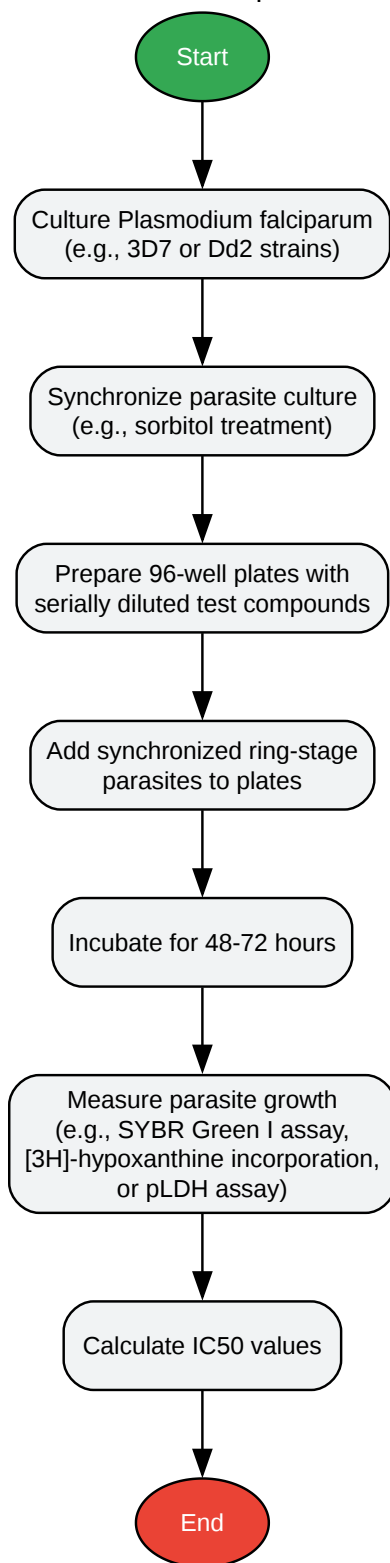 Start
Culture Plasmodium falciparum
(e.g., 3D7 or Dd2 strains)
Synchronize parasite culture
(e.g., sorbitol treatment)
Prepare 96-well plates with
serially diluted test compounds
Add synchronized ring-stage
parasites to plates
Incubate for 48-72 hours
Measure parasite growth
(e.g., SYBR Green I assay,
[3H]-hypoxanthine incorporation,
or pLDH assay)
Calculate IC50 values
End